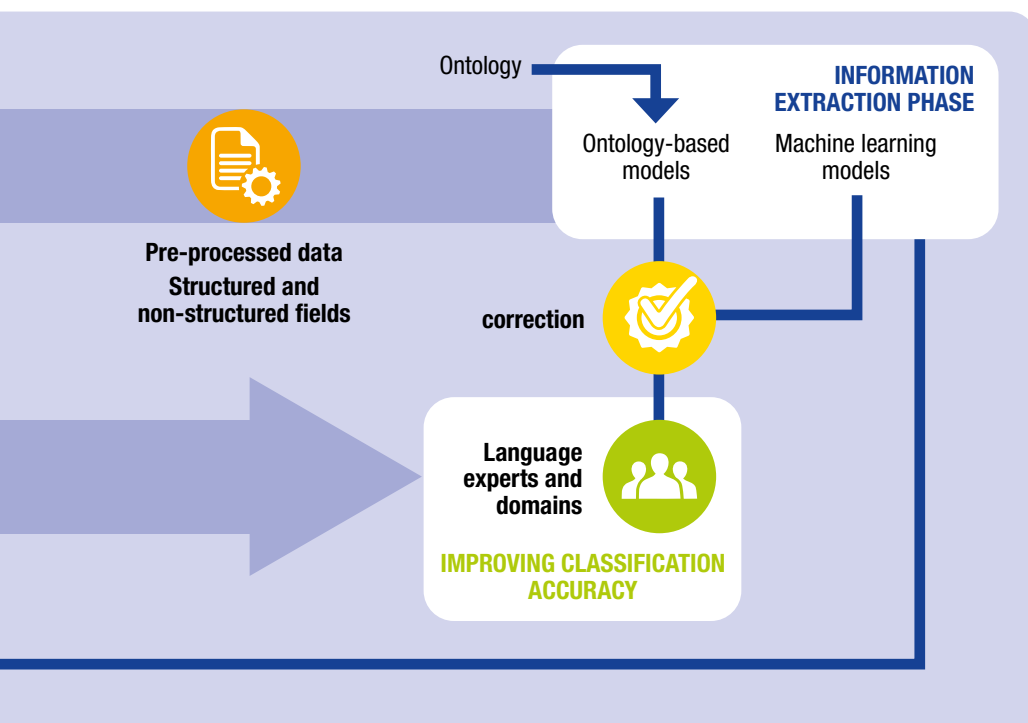 Ontology
INFORMATION
EXTRACTION PHASE
Ontology-based
models
Machine learning
models
Pre-processed data
Structured and
non-structured fields
correction
Language
experts and
domains
IMPROVING CLASSIFICATION
ACCURACY